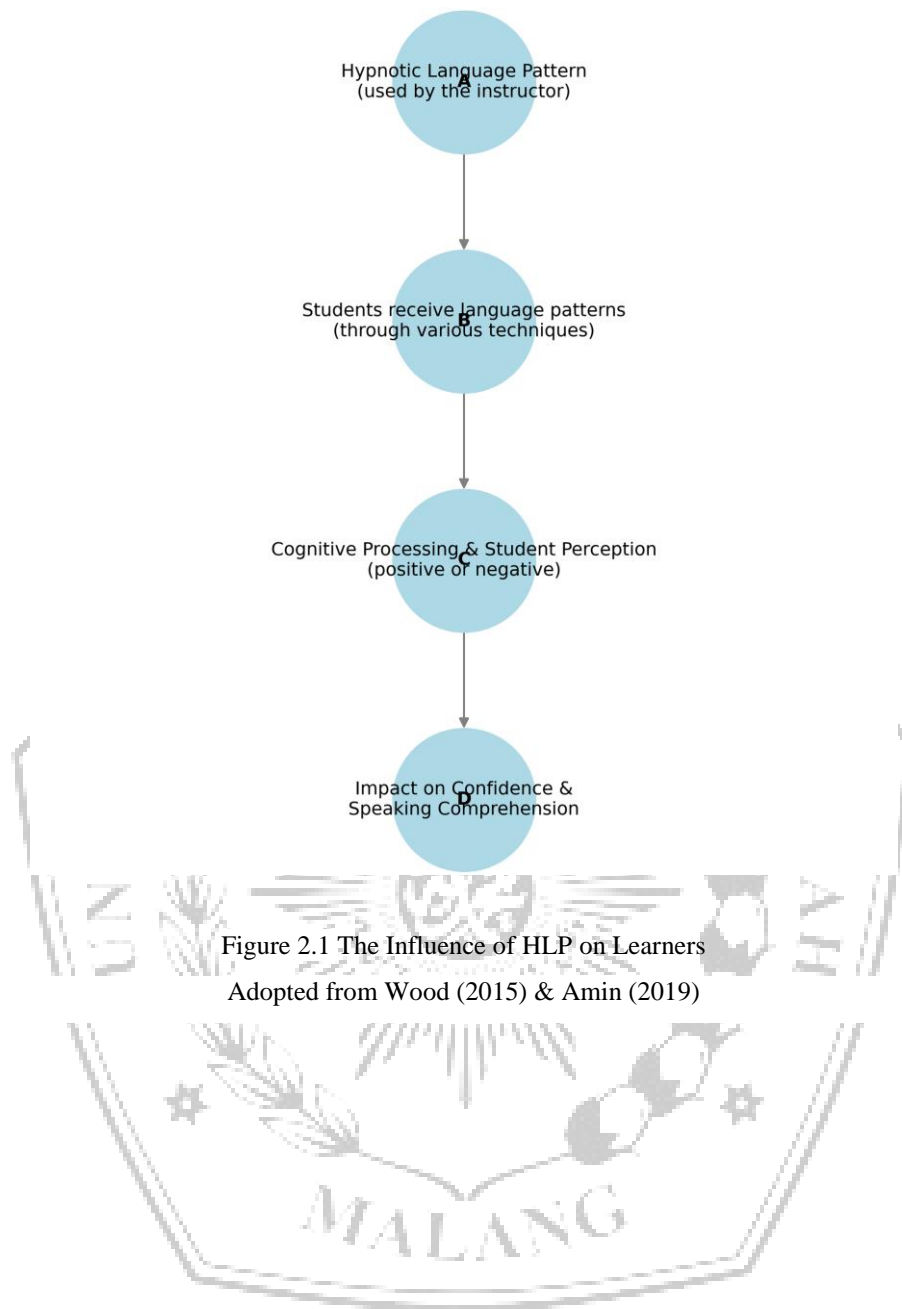 Hypnotic Language Pattern
A
(used by the instructor)
Students receive language patterns
B
(through various techniques)
Cognitive Processing & Student Perception
C
(positive or negative)
Impact on Confidence &
D
Speaking Comprehension
Figure 2.1 The Influence of HLP on Learners
Adopted from Wood (2015) & Amin (2019)
MALANG